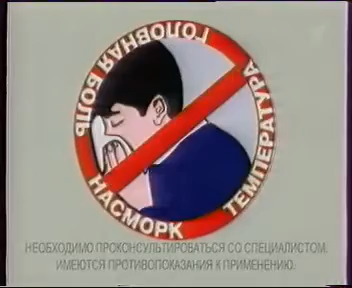 ГОЛОВНАЯ БОЛЬ
ТЕМПЕРАТУРА
НАСМОРК
НЕОБХОДИМО ПРОКОНСУЛЬТИРОВАТЬСЯ СО СПЕЦИАЛИСТОМ.
ИМЕЮТСЯ ПРОТИВОПОКАЗАНИЯ К ПРИМЕНЕНИЮ.